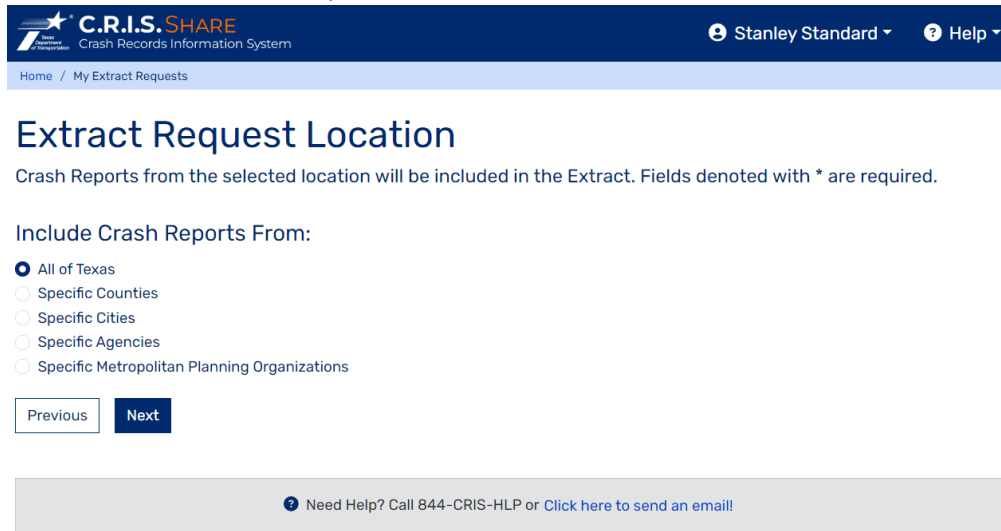 Texas
Department
of Transportation
C.R.I.S. SHARE
Crash Records Information System
Stanley Standard
? Help
Home / My Extract Requests
Extract Request Location
Crash Reports from the selected location will be included in the Extract. Fields denoted with * are required.
Include Crash Reports From:
All of Texas
Specific Counties
Specific Cities
Specific Agencies
Specific Metropolitan Planning Organizations
Previous
Next
? Need Help? Call 844-CRIS-HLP or Click here to send an email!